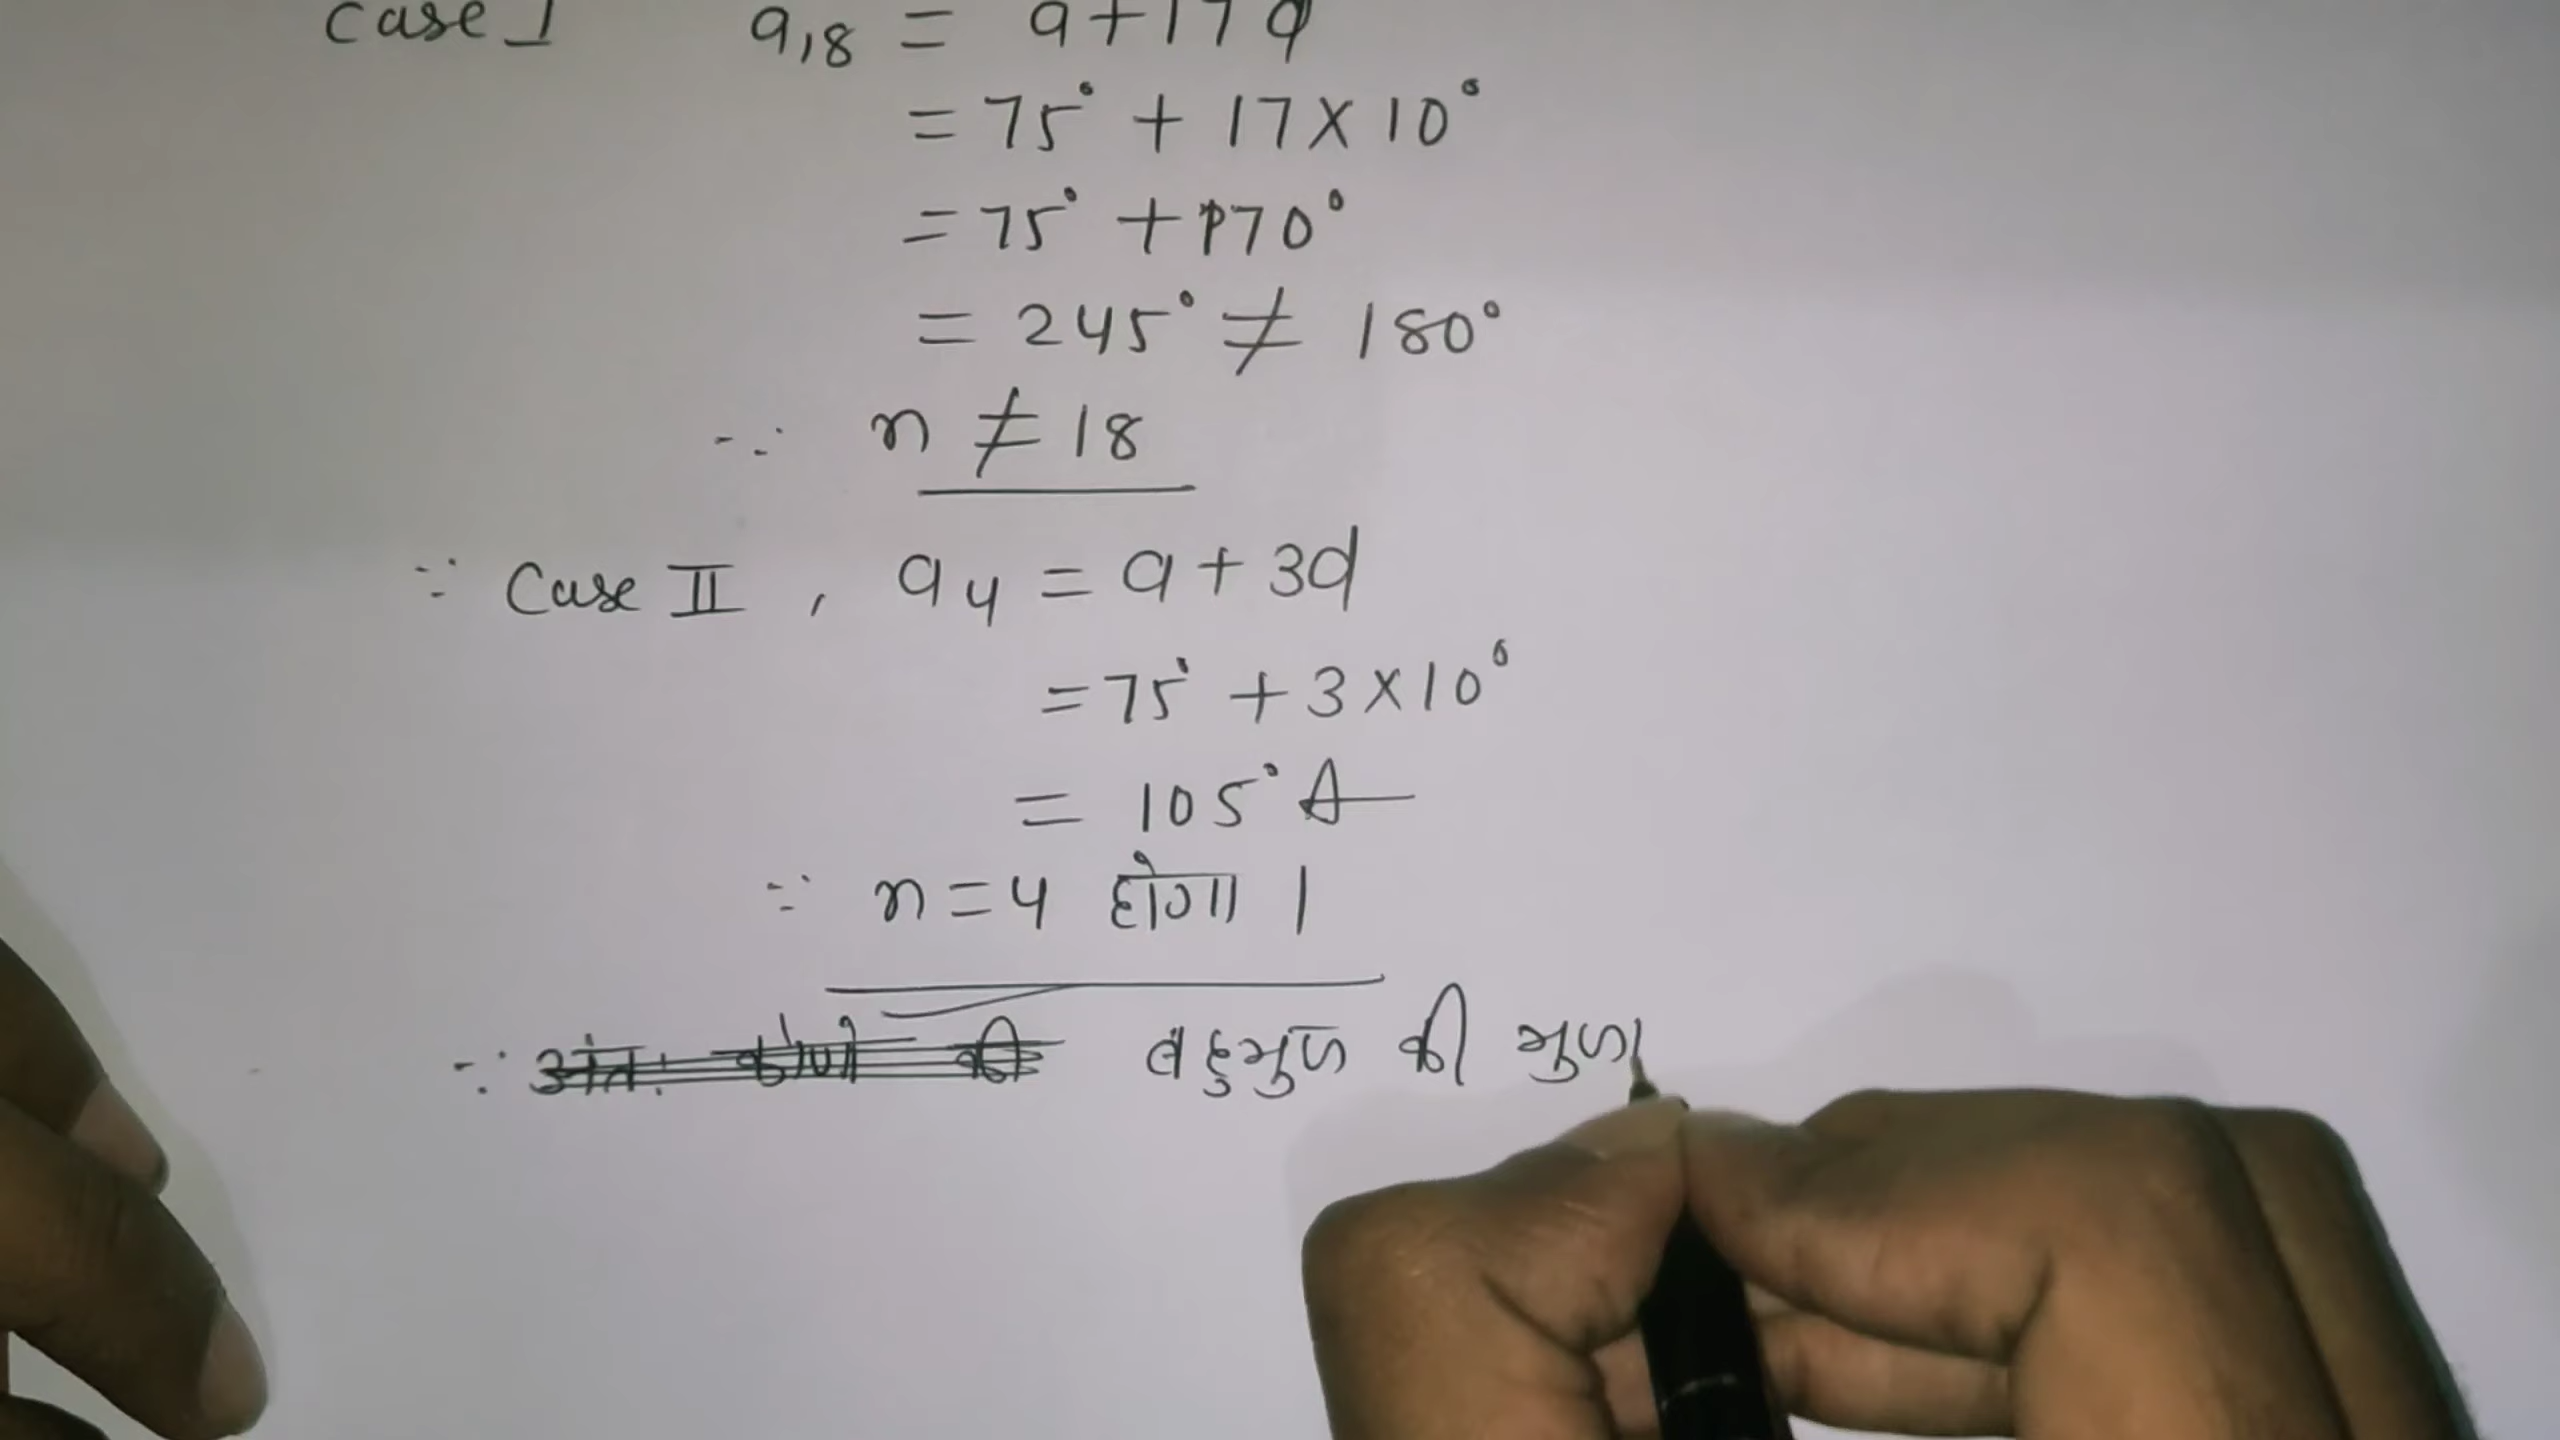 Case I a₁₈ = a+17d
= 75° + 17×10°
= 75° + 170°
= 245° ≠ 180°
∵ n ≠ 18
∵ Case II , a₄ = a+3d
= 75° + 3×10°
= 105° A
∵ n=4 होगा ।
∵ अंतः कोणो की बहुभुज की भुजा